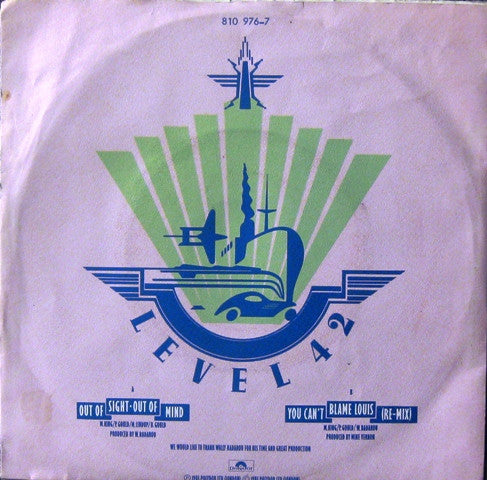 810 976-7
LEVEL 42
A
OUT OF SIGHT-OUT OF MIND
M. KING/P. GOULD/M. LINDUP/B. GOULD
PRODUCED BY W. BADAROU
B
YOU CAN'T BLAME LOUIS (RE-MIX)
M. KING/P. GOULD/W. BADAROU
PRODUCED BY MIKE VERNON
WE WOULD LIKE TO THANK WALLY BADAROU FOR HIS TIME AND GREAT PRODUCTION
Polydor